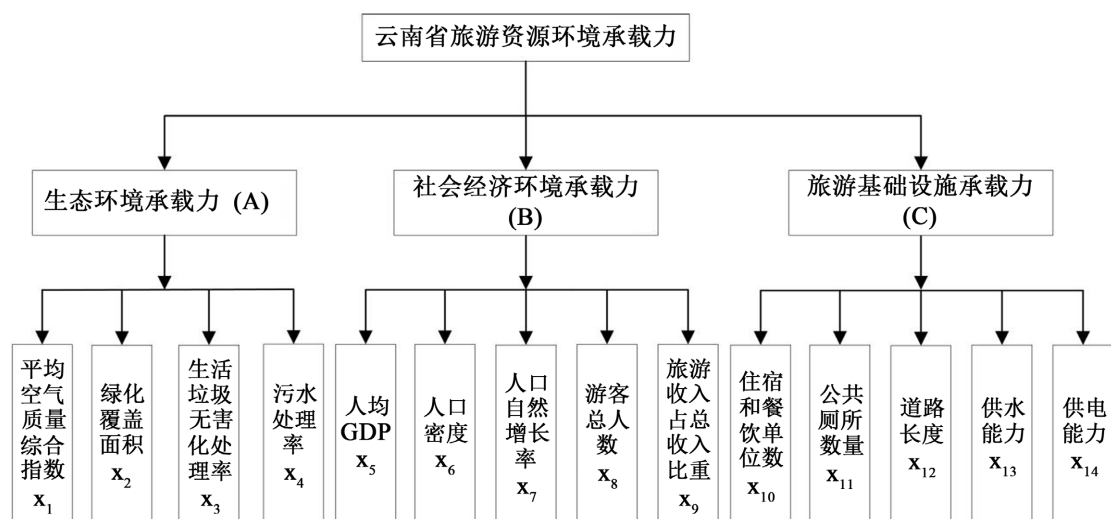 云南省旅游资源环境承载力
生态环境承载力 (A)
社会经济环境承载力
(B)
旅游基础设施承载力
(C)
平均
空气
质量
综合
指数
x₁
绿化
覆盖
面积
x₂
生活
垃圾
无害
化处
理率
x₃
污水
处理
率
x₄
人均
GDP
x₅
人口
密度
x₆
人口
自然
增长
率
x₇
游客
总人
数
x₈
旅游
收入
占总
收入
比重
x₉
住宿
和餐
饮单
位数
x₁₀
公共
厕所
数量
x₁₁
道路
长度
x₁₂
供水
能力
x₁₃
供电
能力
x₁₄